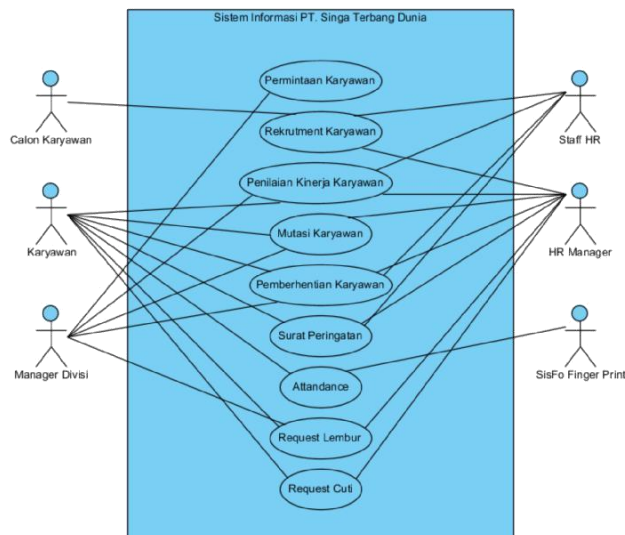 Sistem Informasi PT. Singa Terbang Dunia
Permintaan Karyawan
Calon Karyawan
Rekrutment Karyawan
Staff HR
Penilaian Kinerja Karyawan
Karyawan
Mutasi Karyawan
HR Manager
Pemberhentian Karyawan
Surat Peringatan
Manager Divisi
Attandance
SisFo Finger Print
Request Lembur
Request Cuti